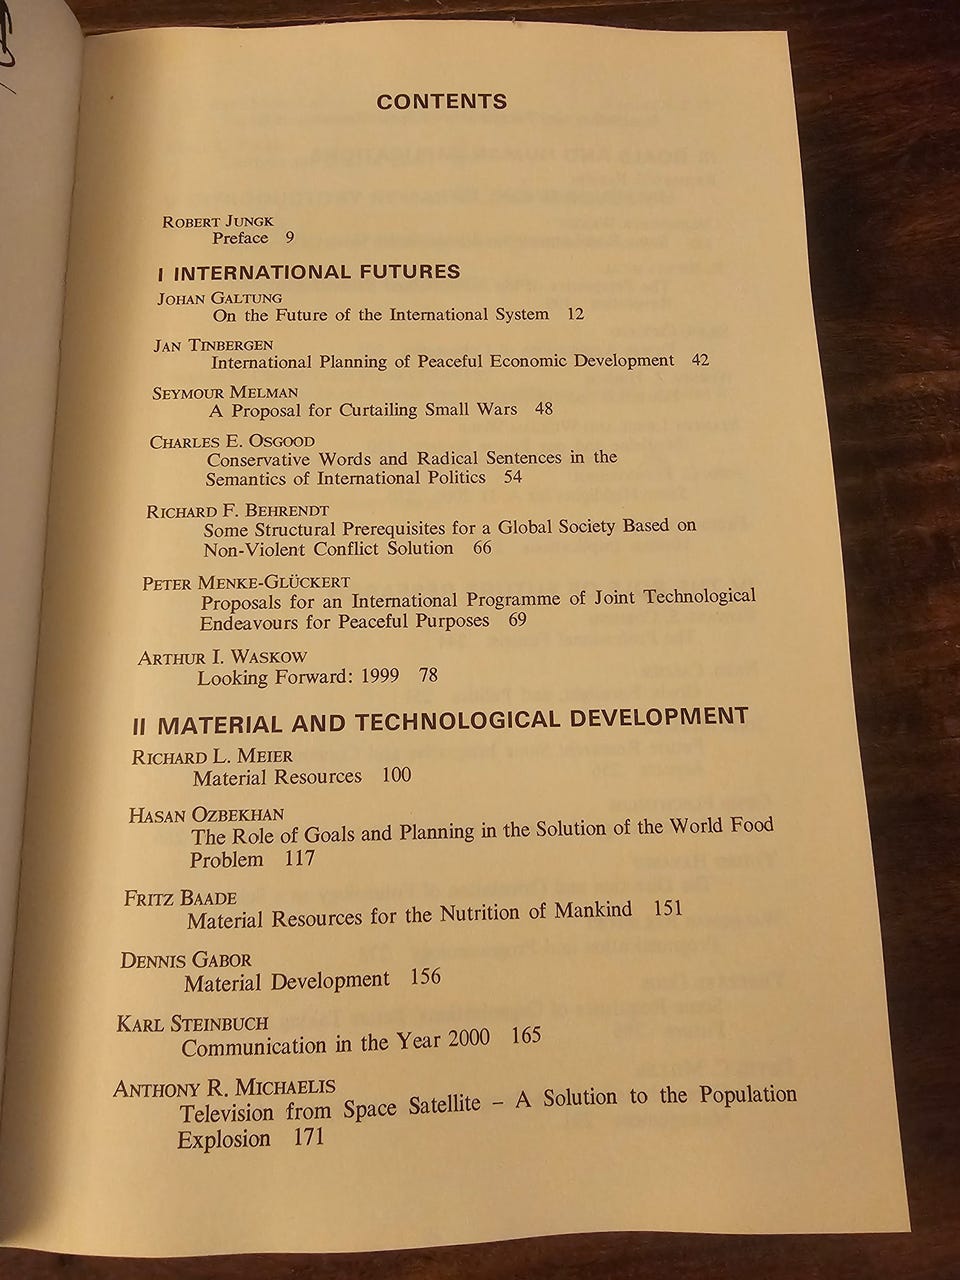 CONTENTS
ROBERT JUNGK
Preface 9
I INTERNATIONAL FUTURES
JOHAN GALTUNG
On the Future of the International System 12
JAN TINBERGEN
International Planning of Peaceful Economic Development 42
SEYMOUR MELMAN
A Proposal for Curtailing Small Wars 48
CHARLES E. OSGOOD
Conservative Words and Radical Sentences in the
Semantics of International Politics 54
RICHARD F. BEHRENDT
Some Structural Prerequisites for a Global Society Based on
Non-Violent Conflict Solution 66
PETER MENKE-GLÜCKERT
Proposals for an International Programme of Joint Technological
Endeavours for Peaceful Purposes 69
ARTHUR I. WASKOW
Looking Forward: 1999 78
II MATERIAL AND TECHNOLOGICAL DEVELOPMENT
RICHARD L. MEIER
Material Resources 100
HASAN OZBEKHAN
The Role of Goals and Planning in the Solution of the World Food
Problem 117
FRITZ BAADE
Material Resources for the Nutrition of Mankind 151
DENNIS GABOR
Material Development 156
KARL STEINBUCH
Communication in the Year 2000 165
ANTHONY R. MICHAELIS
Television from Space Satellite – A Solution to the Population
Explosion 171